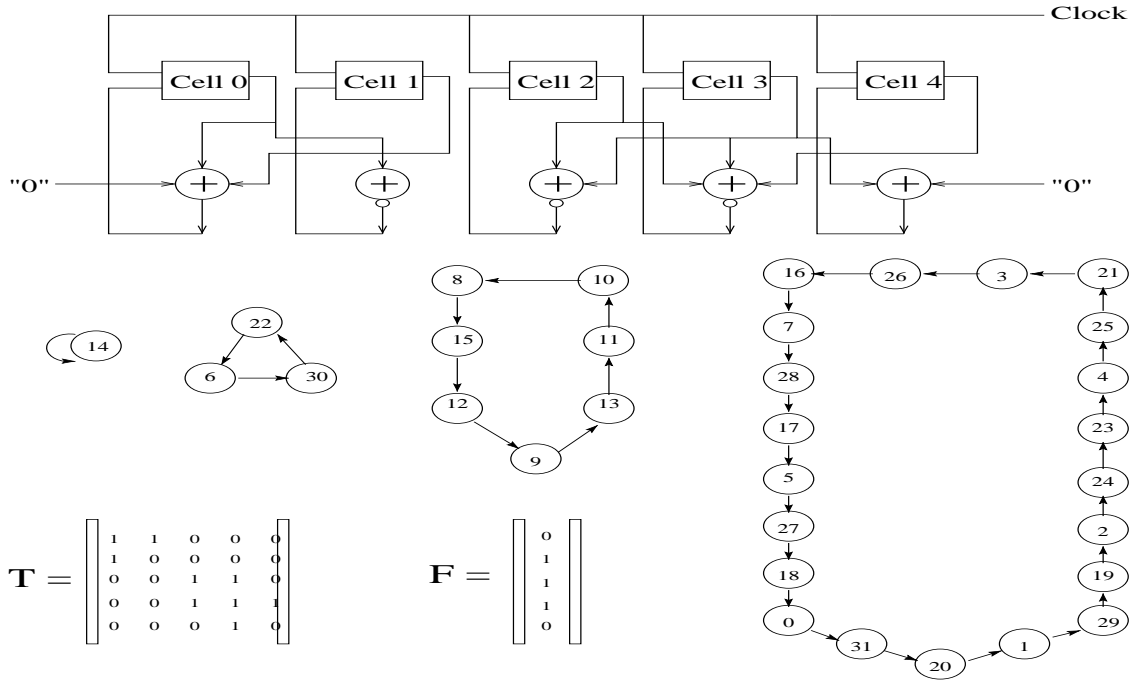 Clock
Cell 0 Cell 1 Cell 2 Cell 3 Cell 4
"0" + + + + + "0"
14
22
6 30
8 10
15 11
12 13
9
16 26 3 21
7 25
28 4
17 23
5 24
27 2
18 19
0 31 20 1 29
T =
1 1 0 0 0
1 0 0 0 0
0 0 1 1 0
0 0 1 1 1
0 0 0 1 0
F =
0
1
1
1
0